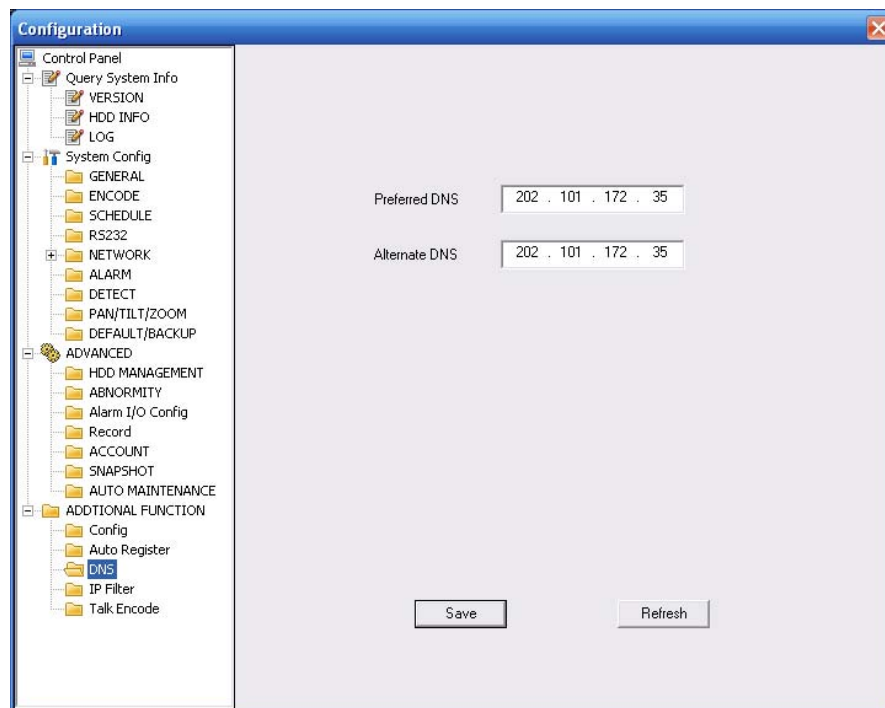 Configuration
Control Panel
Query System Info
VERSION
HDD INFO
LOG
System Config
GENERAL
ENCODE
SCHEDULE
RS232
NETWORK
ALARM
DETECT
PAN/TILT/ZOOM
DEFAULT/BACKUP
ADVANCED
HDD MANAGEMENT
ABNORMITY
Alarm I/O Config
Record
ACCOUNT
SNAPSHOT
AUTO MAINTENANCE
ADDTIONAL FUNCTION
Config
Auto Register
DNS
IP Filter
Talk Encode
Preferred DNS 202 . 101 . 172 . 35
Alternate DNS 202 . 101 . 172 . 35
Save Refresh